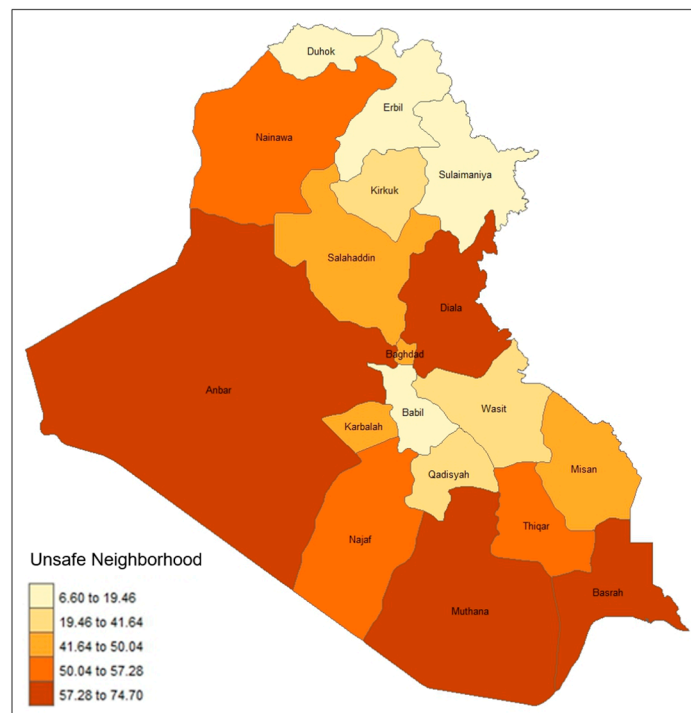 Duhok
Erbil
Nainawa
Sulaimaniya
Kirkuk
Salahaddin
Diala
Baghdad
Anbar
Babil
Wasit
Karbalah
Misan
Qadisyah
Thiqar
Najaf
Basrah
Muthana
Unsafe Neighborhood
6.60 to 19.46
19.46 to 41.64
41.64 to 50.04
50.04 to 57.28
57.28 to 74.70